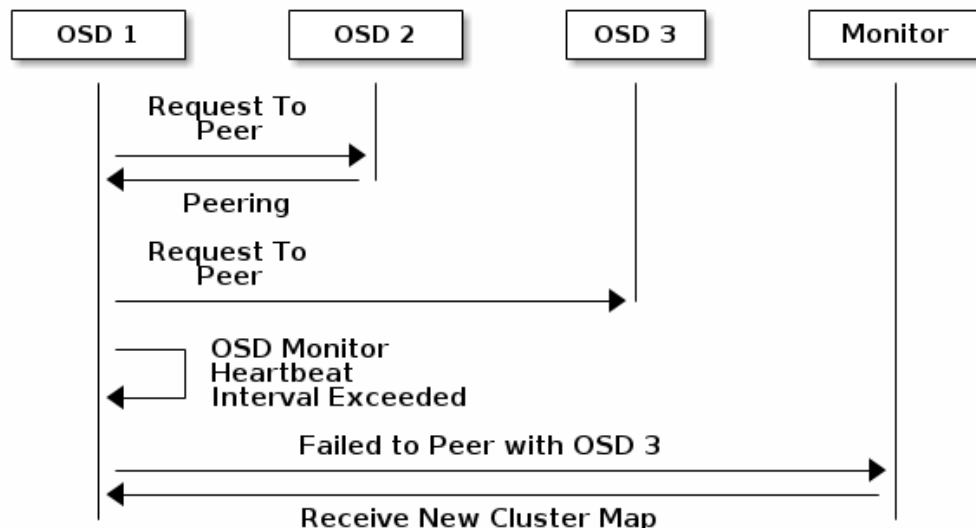 OSD 1
OSD 2
OSD 3
Monitor
Request To
Peer
Peering
Request To
Peer
OSD Monitor
Heartbeat
Interval Exceeded
Failed to Peer with OSD 3
Receive New Cluster Map